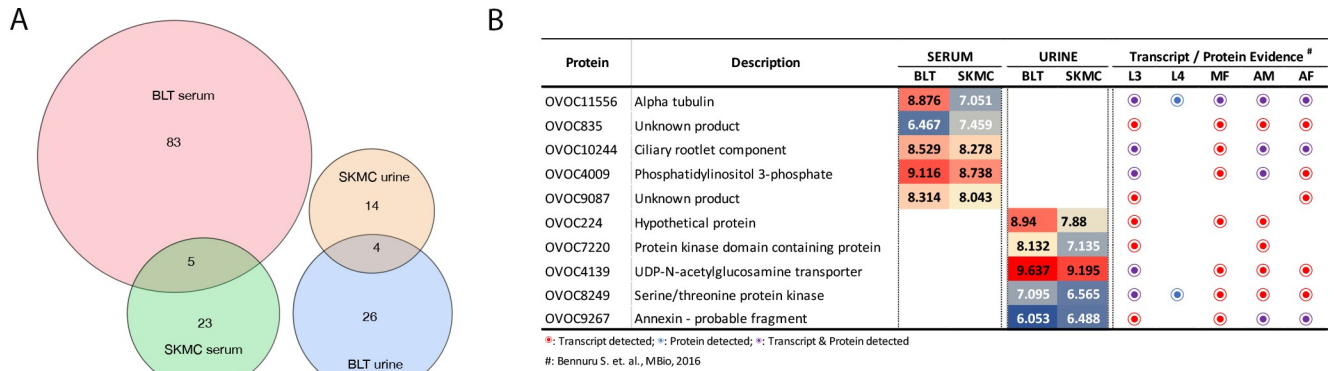 A
BLT serum
83
SKMC urine
14
4
5
23
SKMC serum
26
BLT urine
B
Protein Description SERUM URINE Transcript / Protein Evidence #
BLT SKMC BLT SKMC L3 L4 MF AM AF
OVOC11556 Alpha tubulin 8.876 7.051
OVOC835 Unknown product 6.467 7.459
OVOC10244 Ciliary rootlet component 8.529 8.278
OVOC4009 Phosphatidylinositol 3-phosphate 9.116 8.738
OVOC9087 Unknown product 8.314 8.043
OVOC224 Hypothetical protein 8.94 7.88
OVOC7220 Protein kinase domain containing protein 8.132 7.135
OVOC4139 UDP-N-acetylglucosamine transporter 9.637 9.195
OVOC8249 Serine/threonine protein kinase 7.095 6.565
OVOC9267 Annexin - probable fragment 6.053 6.488
: Transcript detected; : Protein detected; : Transcript & Protein detected
#: Bennuru S. et. al., MBio, 2016